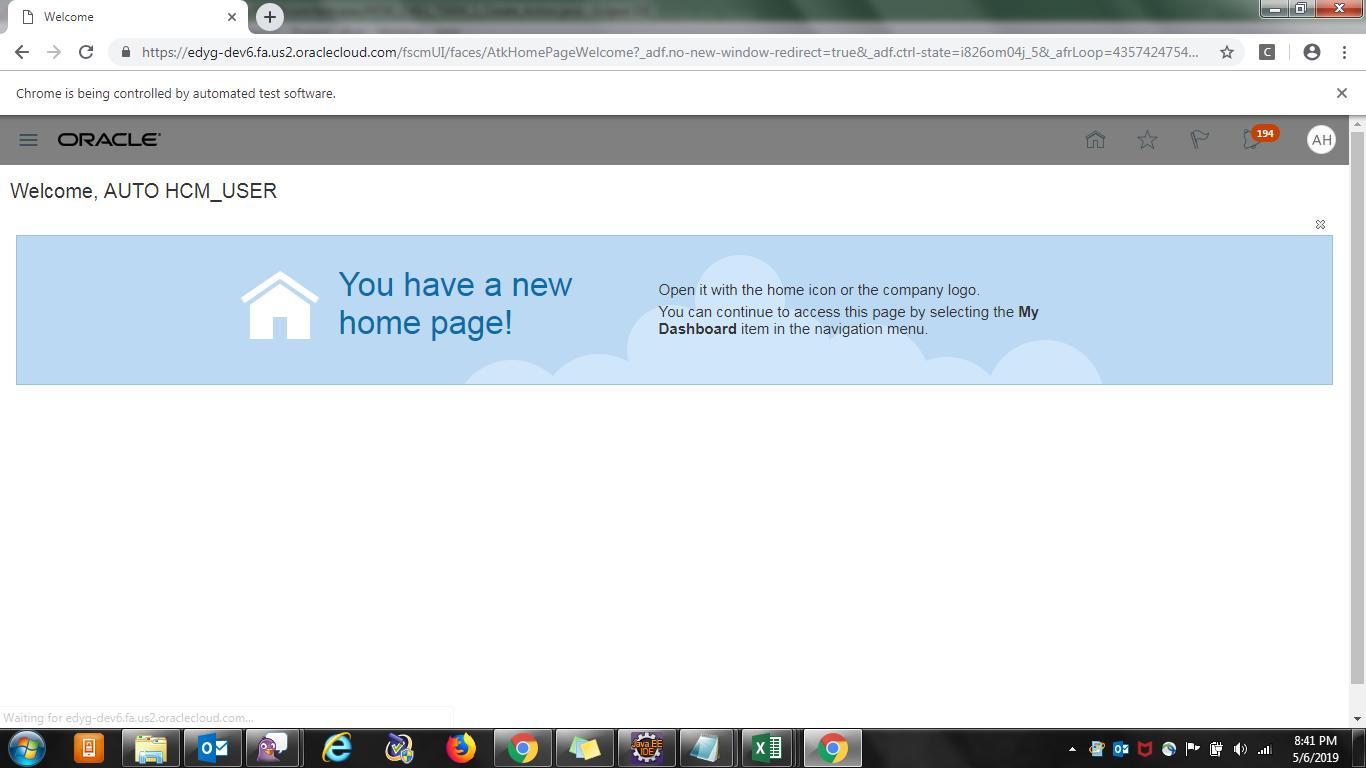 Welcome
https://edyg-dev6.fa.us2.oraclecloud.com/fscmUI/faces/AtkHomePageWelcome?_adf.no-new-window-redirect=true&_adf.ctrl-state=i826om04j_5&_afrLoop=4357424754...
C
Chrome is being controlled by automated test software.
ORACLE
194
AH
Welcome, AUTO HCM_USER
You have a new
home page!
Open it with the home icon or the company logo.
You can continue to access this page by selecting the My
Dashboard item in the navigation menu.
Waiting for edyg-dev6.fa.us2.oraclecloud.com...
Java EE
IDE
8:41 PM
5/6/2019